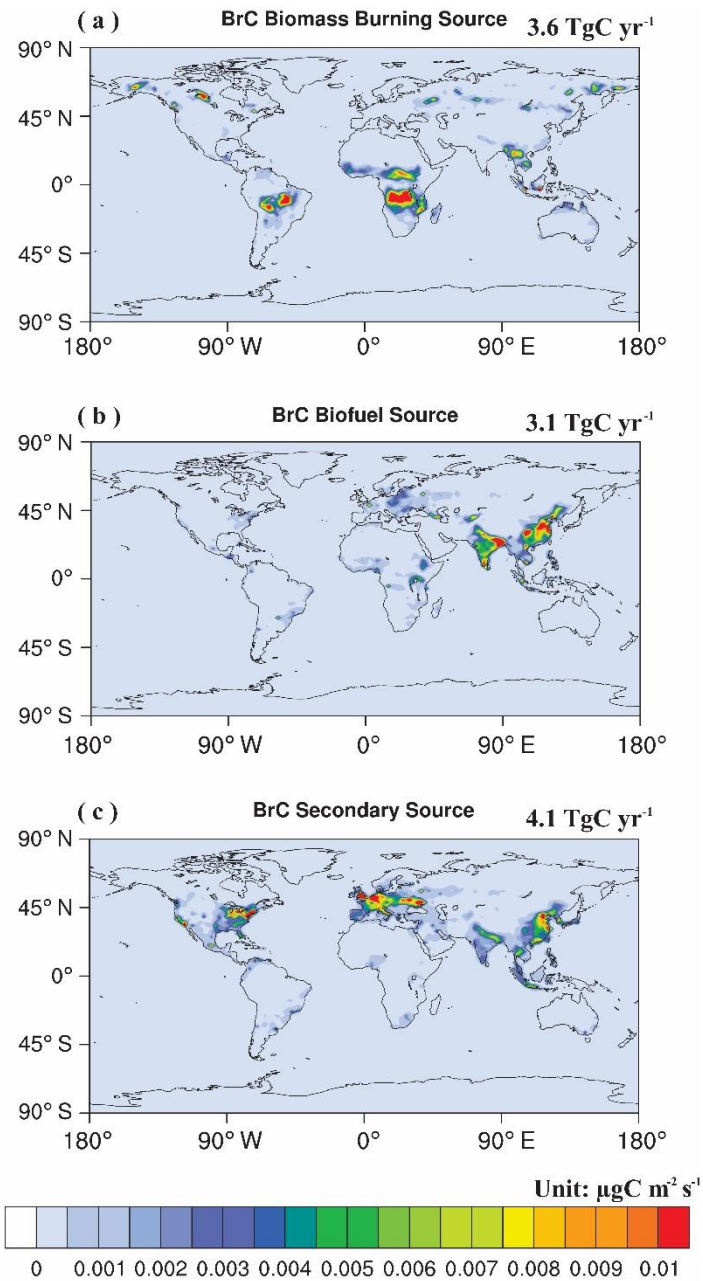 ( a ) BrC Biomass Burning Source 3.6 TgC yr⁻¹
90° N
45° N
0°
45° S
90° S
180° 90° W 0° 90° E 180°
( b ) BrC Biofuel Source 3.1 TgC yr⁻¹
90° N
45° N
0°
45° S
90° S
180° 90° W 0° 90° E 180°
( c ) BrC Secondary Source 4.1 TgC yr⁻¹
90° N
45° N
0°
45° S
90° S
180° 90° W 0° 90° E 180°
Unit: µgC m⁻² s⁻¹
0 0.001 0.002 0.003 0.004 0.005 0.006 0.007 0.008 0.009 0.01